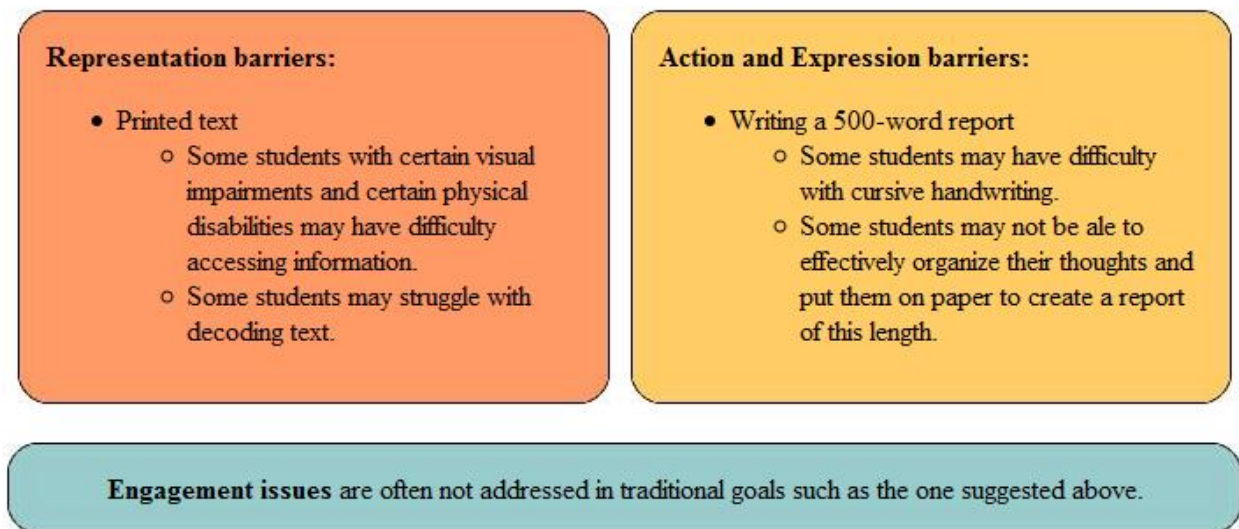 Representation barriers:
• Printed text
○ Some students with certain visual
impairments and certain physical
disabilities may have difficulty
accessing information.
○ Some students may struggle with
decoding text.
Action and Expression barriers:
• Writing a 500-word report
○ Some students may have difficulty
with cursive handwriting.
○ Some students may not be ale to
effectively organize their thoughts and
put them on paper to create a report
of this length.
Engagement issues are often not addressed in traditional goals such as the one suggested above.